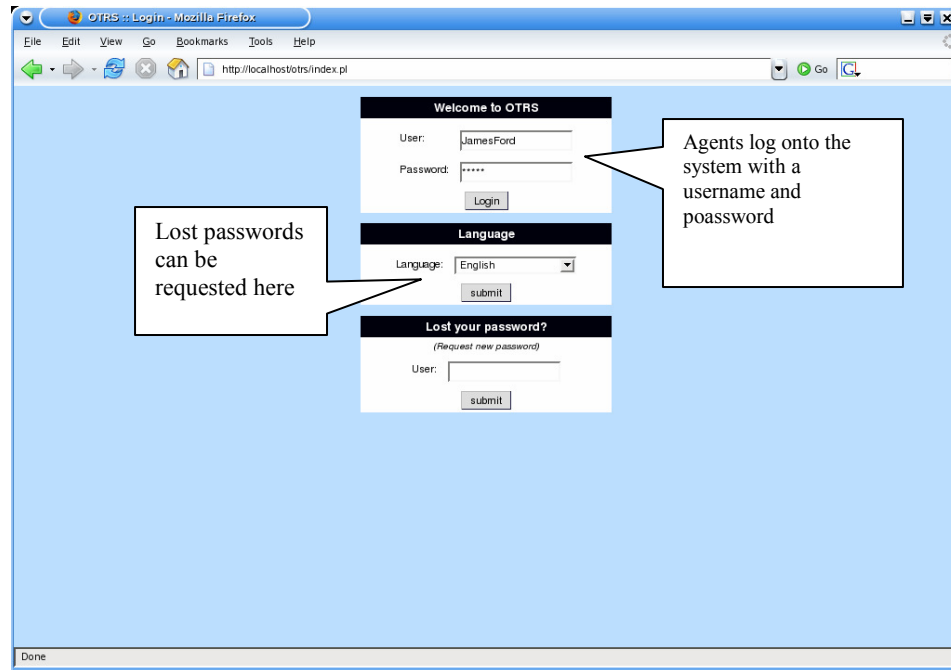 OTRS :: Login - Mozilla Firefox
File Edit View Go Bookmarks Tools Help
http://localhost/otrs/index.pl Go G
Welcome to OTRS
User: JamesFord
Password: *****
Login
Agents log onto the
system with a
username and
poassword
Language
Language: English
submit
Lost passwords
can be
requested here
Lost your password?
(Request new password)
User:
submit
Done